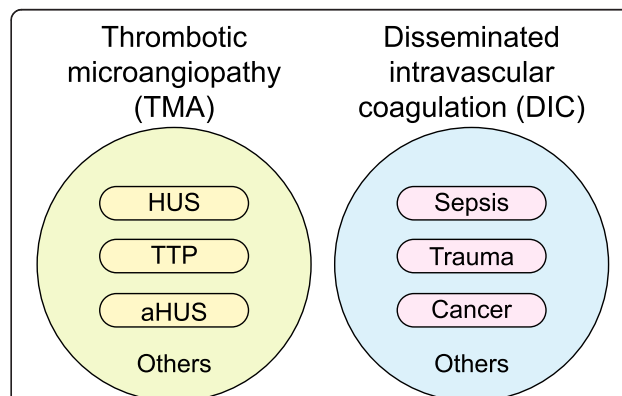 Thrombotic
microangiopathy
(TMA)
HUS
TTP
aHUS
Others
Disseminated
intravascular
coagulation (DIC)
Sepsis
Trauma
Cancer
Others